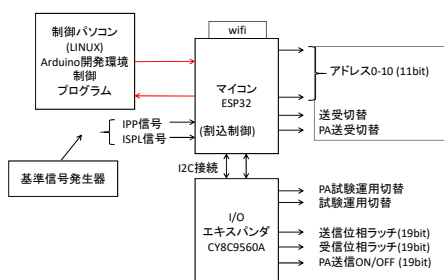 wifi
制御パソコン
(LINUX)
Arduino開発環境
制御
プログラム
マイコン
ESP32
(割込制御)
アドレス0-10 (11bit)
送受切替
PA送受切替
IPP信号
ISPL信号
基準信号発生器
I2C接続
I/O
エキスパンダ
CY8C9560A
PA試験運用切替
試験運用切替
送信位相ラッチ(19bit)
受信位相ラッチ(19bit)
PA送信ON/OFF (19bit)